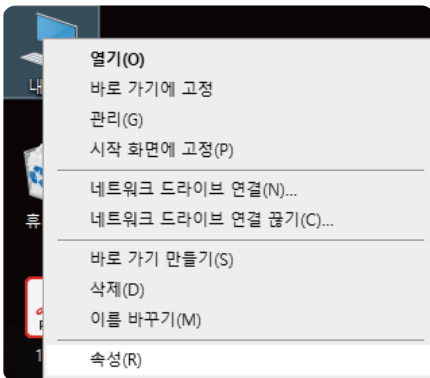 내
열기(O)
바로 가기에 고정
관리(G)
시작 화면에 고정(P)
네트워크 드라이브 연결(N)...
네트워크 드라이브 연결 끊기(C)...
휴
바로 가기 만들기(S)
삭제(D)
이름 바꾸기(M)
1
속성(R)